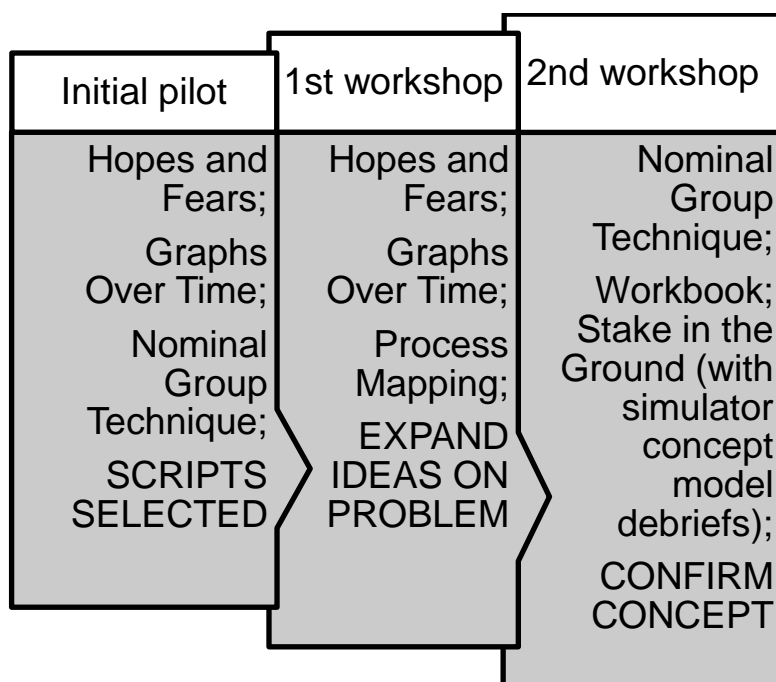 Initial pilot
Hopes and
Fears;
Graphs
Over Time;
Nominal
Group
Technique;
SCRIPTS
SELECTED
1st workshop
Hopes and
Fears;
Graphs
Over Time;
Process
Mapping;
EXPAND
IDEAS ON
PROBLEM
2nd workshop
Nominal
Group
Technique;
Workbook;
Stake in the
Ground (with
simulator
concept
model
debriefs);
CONFIRM
CONCEPT